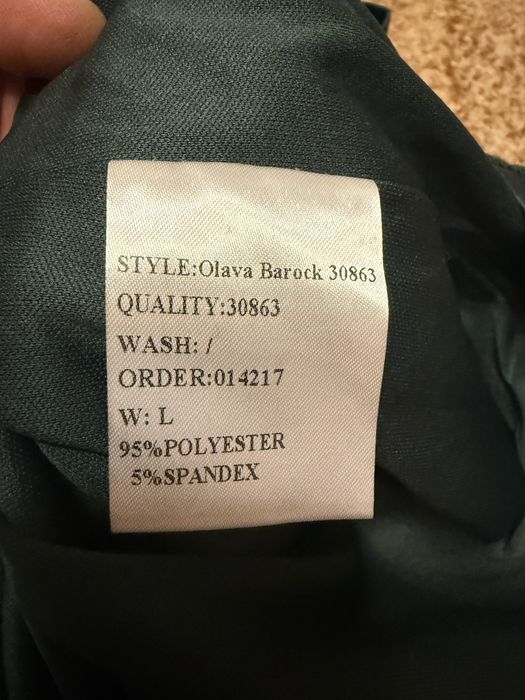 STYLE:Olava Barock 30863
QUALITY:30863
WASH: /
ORDER:014217
W: L
95%POLYESTER
5%SPANDEX